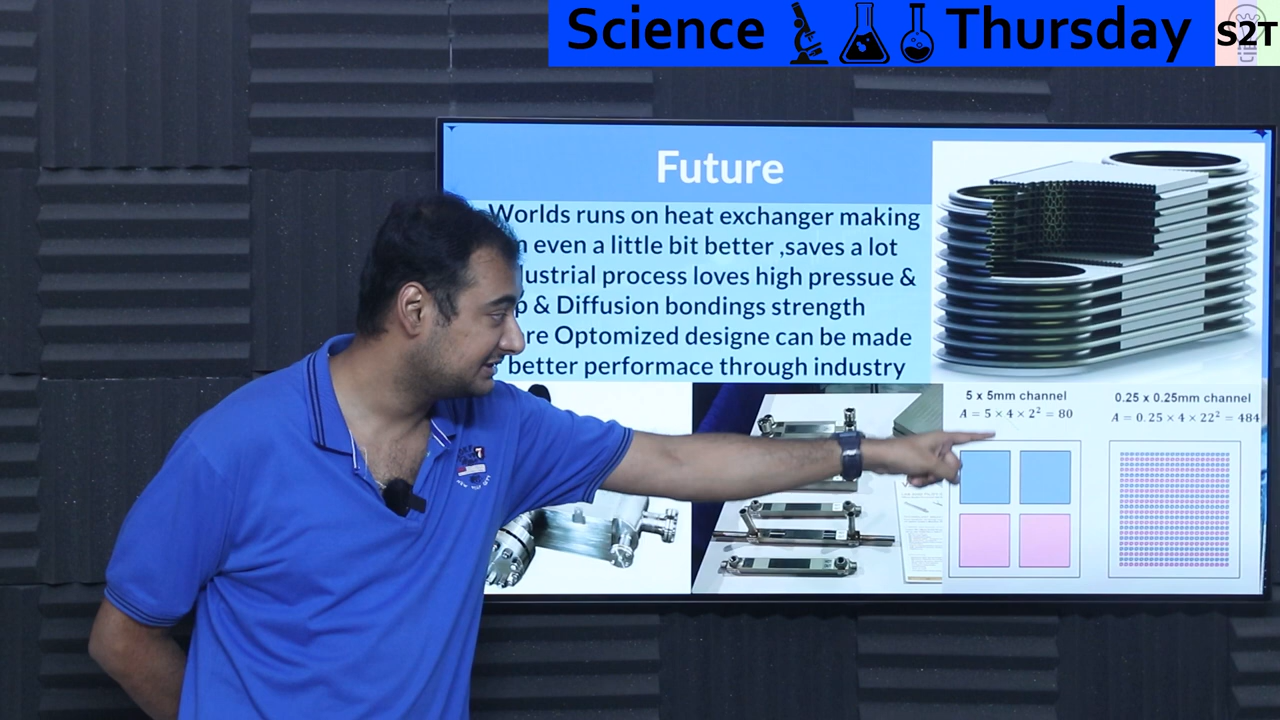 Science Thursday
S2T
Future
Worlds runs on heat exchanger making
even a little bit better ,saves a lot
dustrial process loves high pressue &
& Diffusion bondings strength
re Optomized designe can be made
better performace through industry
5 x 5mm channel
A = 5 × 4 × 2² = 80
0.25 x 0.25mm channel
A = 0.25 × 4 × 22² = 484